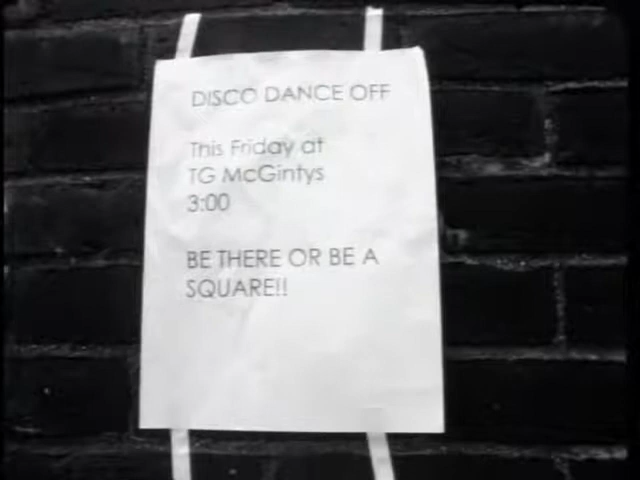 DISCO DANCE OFF
This Friday at
TG McGintys
3:00
BE THERE OR BE A
SQUARE!!